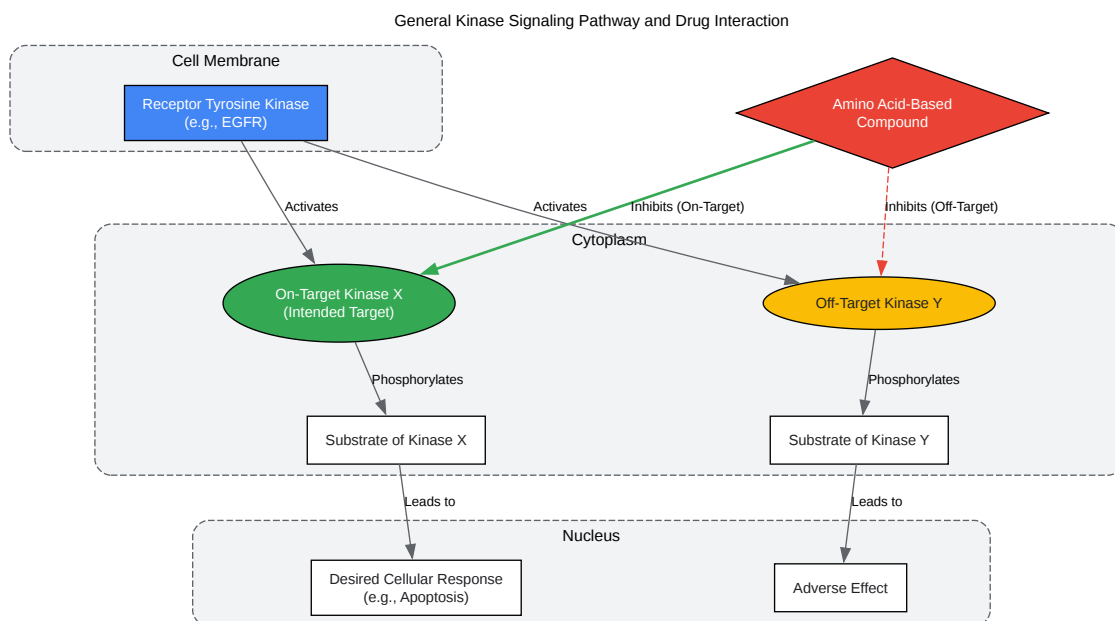 General Kinase Signaling Pathway and Drug Interaction
Cell Membrane
Receptor Tyrosine Kinase
(e.g., EGFR)
Amino Acid-Based
Compound
Activates
Activates
Inhibits (On-Target)
Inhibits (Off-Target)
Cytoplasm
On-Target Kinase X
(Intended Target)
Off-Target Kinase Y
Phosphorylates
Phosphorylates
Substrate of Kinase X
Substrate of Kinase Y
Leads to
Leads to
Nucleus
Desired Cellular Response
(e.g., Apoptosis)
Adverse Effect